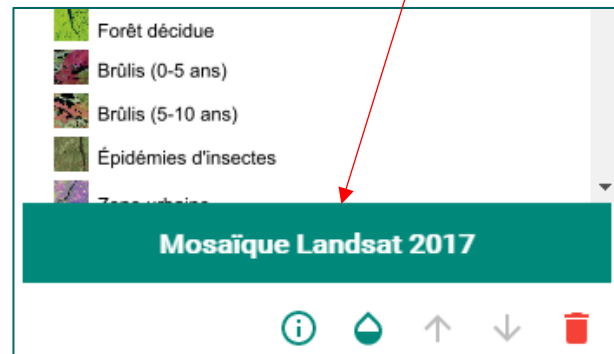 Forêt décidue
Brûlis (0-5 ans)
Brûlis (5-10 ans)
Épidémies d'insectes
Mosaïque Landsat 2017